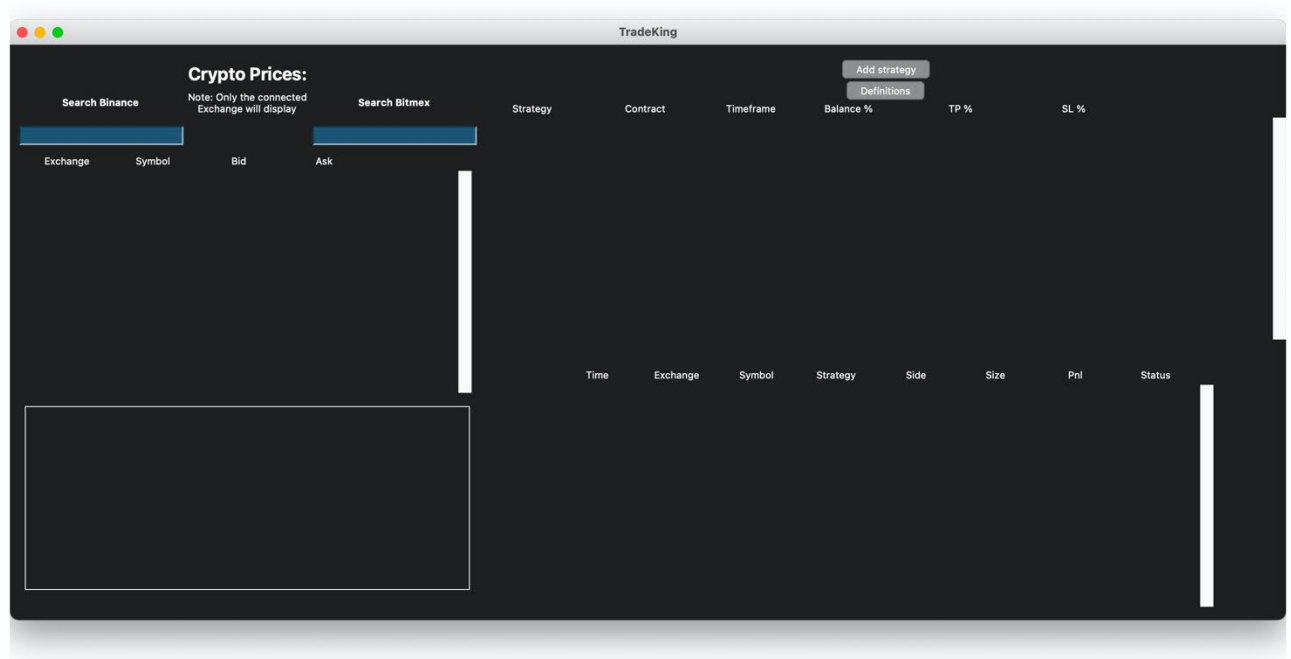 TradeKing
Crypto Prices:
Search Binance
Note: Only the connected
Exchange will display
Search Bitmex
Exchange Symbol Bid Ask
Add strategy
Definitions
Strategy Contract Timeframe Balance % TP % SL %
Time Exchange Symbol Strategy Side Size Pnl Status